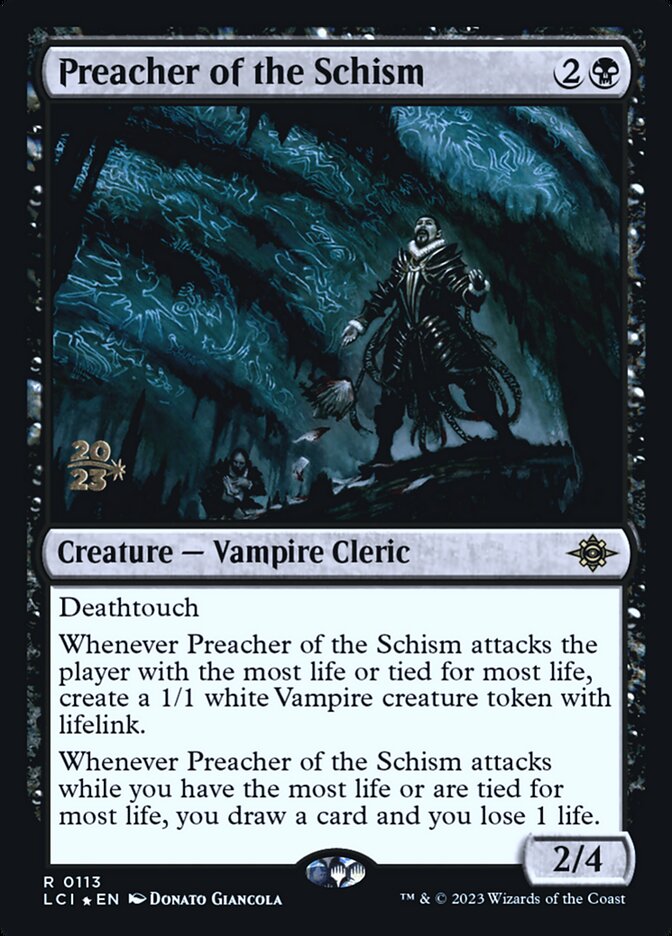 Preacher of the Schism 2
20
23
Creature — Vampire Cleric
Deathtouch
Whenever Preacher of the Schism attacks the
player with the most life or tied for most life,
create a 1/1 white Vampire creature token with
lifelink.
Whenever Preacher of the Schism attacks
while you have the most life or are tied for
most life, you draw a card and you lose 1 life.
2/4
R 0113
LCI ★ EN Donato Giancola
™ & © 2023 Wizards of the Coast